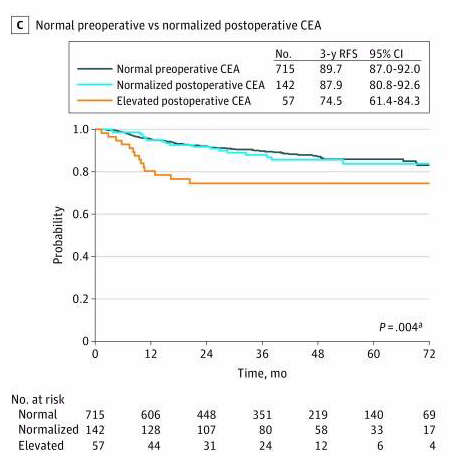 C Normal preoperative vs normalized postoperative CEA
No. 3-y RFS 95% CI
Normal preoperative CEA 715 89.7 87.0-92.0
Normalized postoperative CEA 142 87.9 80.8-92.6
Elevated postoperative CEA 57 74.5 61.4-84.3
1.0
0.8
0.6
0.4
0.2
0
Probability
P = .004a
0 12 24 36 48 60 72
Time, mo
No. at risk
Normal 715 606 448 351 219 140 69
Normalized 142 128 107 80 58 33 17
Elevated 57 44 31 24 12 6 4